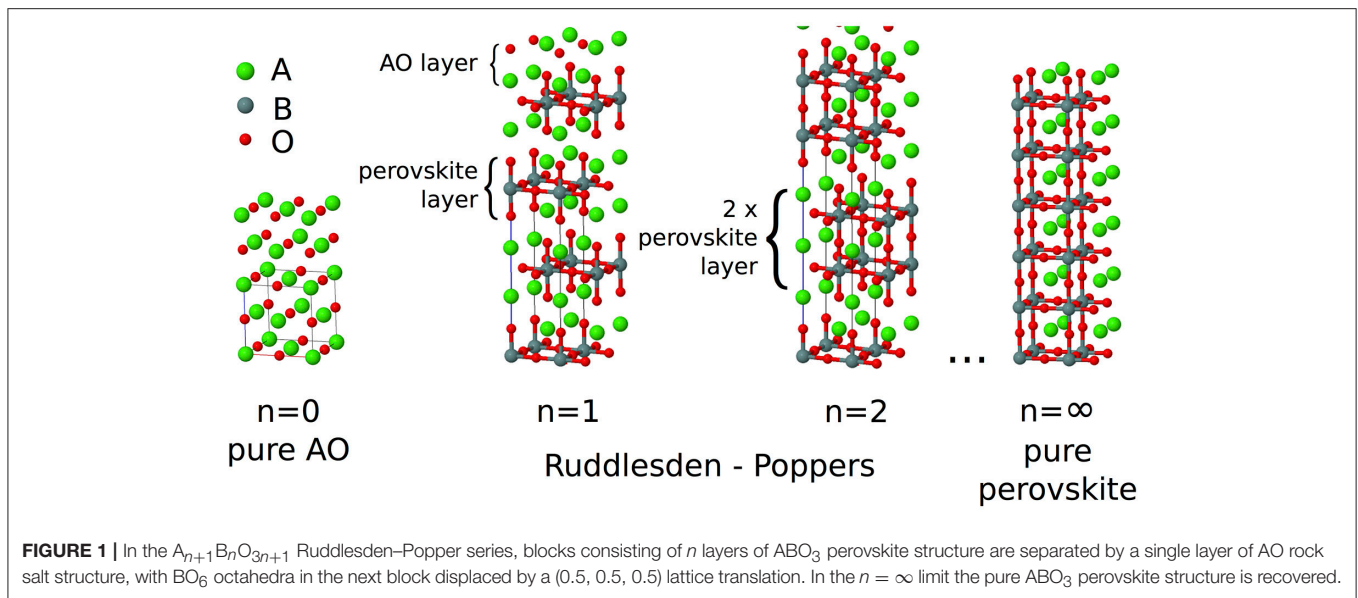 A
B
O
AO layer
perovskite
layer
2 x
perovskite
layer
...
n=0
pure AO
n=1
n=2
Ruddlesden - Poppers
n=∞
pure
perovskite
FIGURE 1 | In the Aₙ₊₁BₙO₃ₙ₊₁ Ruddlesden–Popper series, blocks consisting of n layers of ABO₃ perovskite structure are separated by a single layer of AO rock
salt structure, with BO₆ octahedra in the next block displaced by a (0.5, 0.5, 0.5) lattice translation. In the n = ∞ limit the pure ABO₃ perovskite structure is recovered.